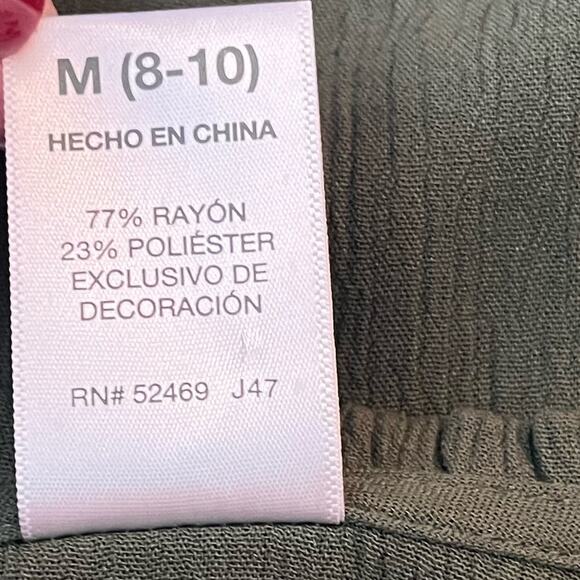 M (8-10)
HECHO EN CHINA
77% RAYÓN
23% POLIÉSTER
EXCLUSIVO DE
DECORACIÓN
RN# 52469 J47